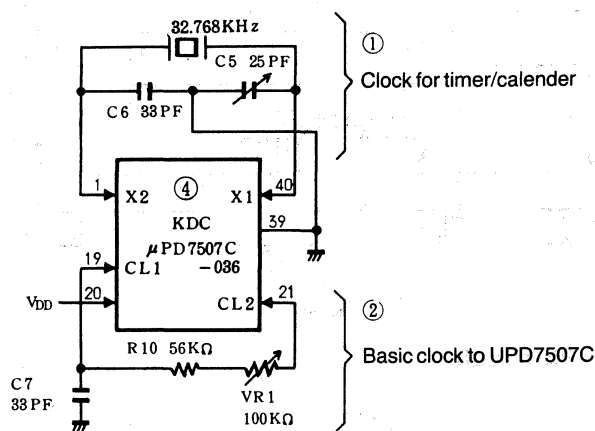 32.768KHz
①
C5 25PF
Clock for timer/calender
C6 33PF
1 ④ 40
X2 X1
KDC 39
µPD7507C
19 -036
CL1
VDD 20 CL2 21
②
R10 56KΩ
Basic clock to UPD7507C
C7 VR1
33PF 100KΩ